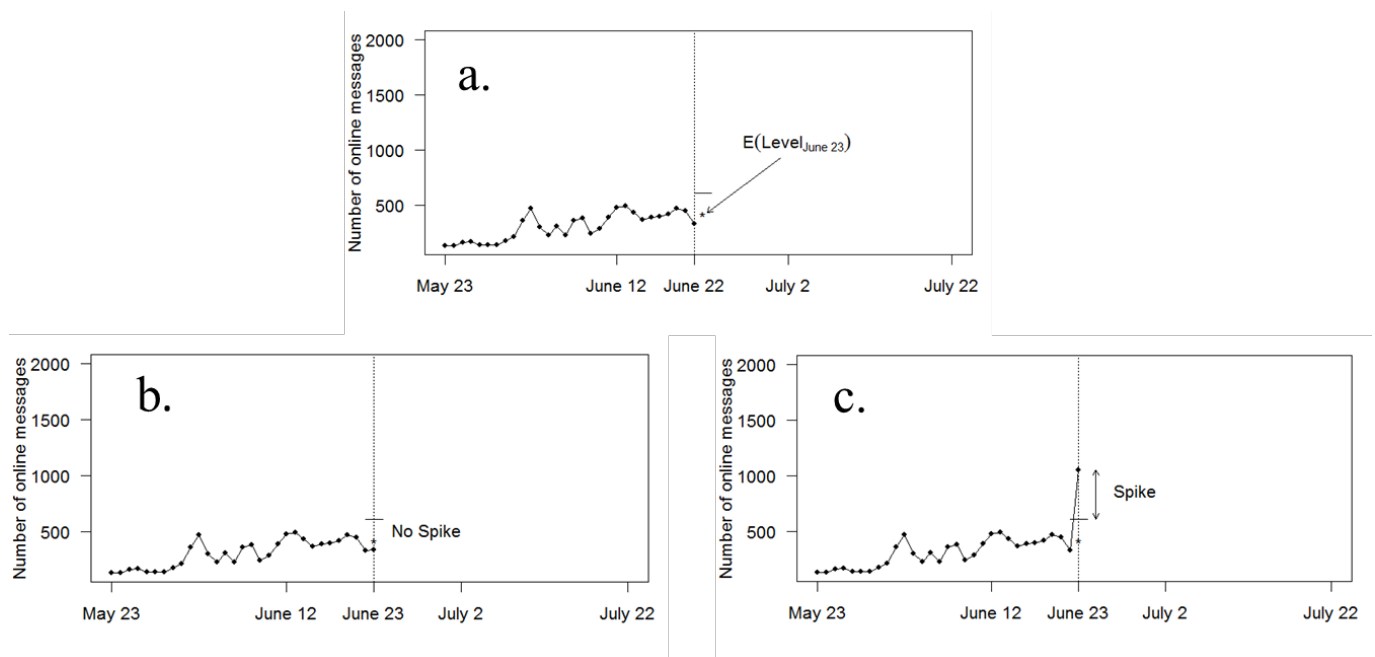 Number of online messages
2000
1500
1000
500
a.
E(Level June 23)
*
May 23 June 12 June 22 July 2 July 22
Number of online messages
2000
1500
1000
500
b.
No Spike
*
May 23 June 12 June 23 July 2 July 22
Number of online messages
2000
1500
1000
500
c.
Spike
*
May 23 June 12 June 23 July 2 July 22